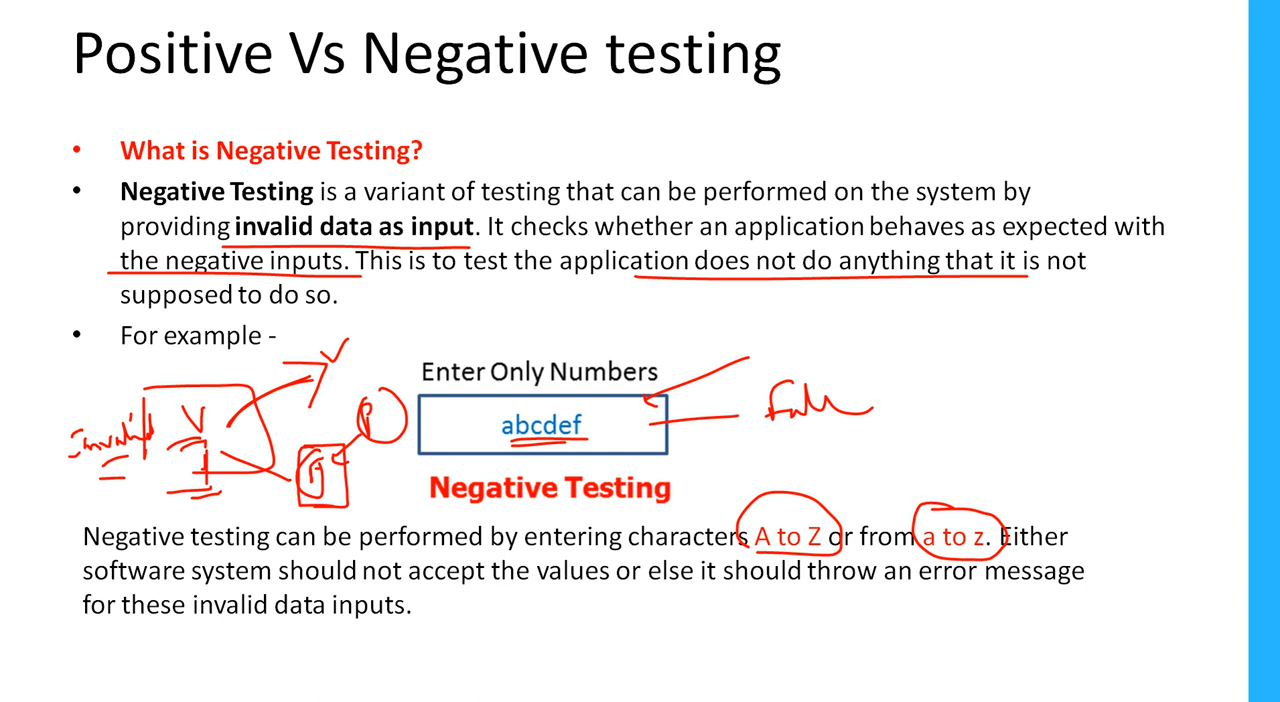 Positive Vs Negative testing
• What is Negative Testing?
• Negative Testing is a variant of testing that can be performed on the system by
providing invalid data as input. It checks whether an application behaves as expected with
the negative inputs. This is to test the application does not do anything that it is not
supposed to do so.
• For example -
V
Enter Only Numbers
Invalid V
abcdef
I
Negative Testing
Negative testing can be performed by entering characters A to Z or from a to z. Either
software system should not accept the values or else it should throw an error message
for these invalid data inputs.